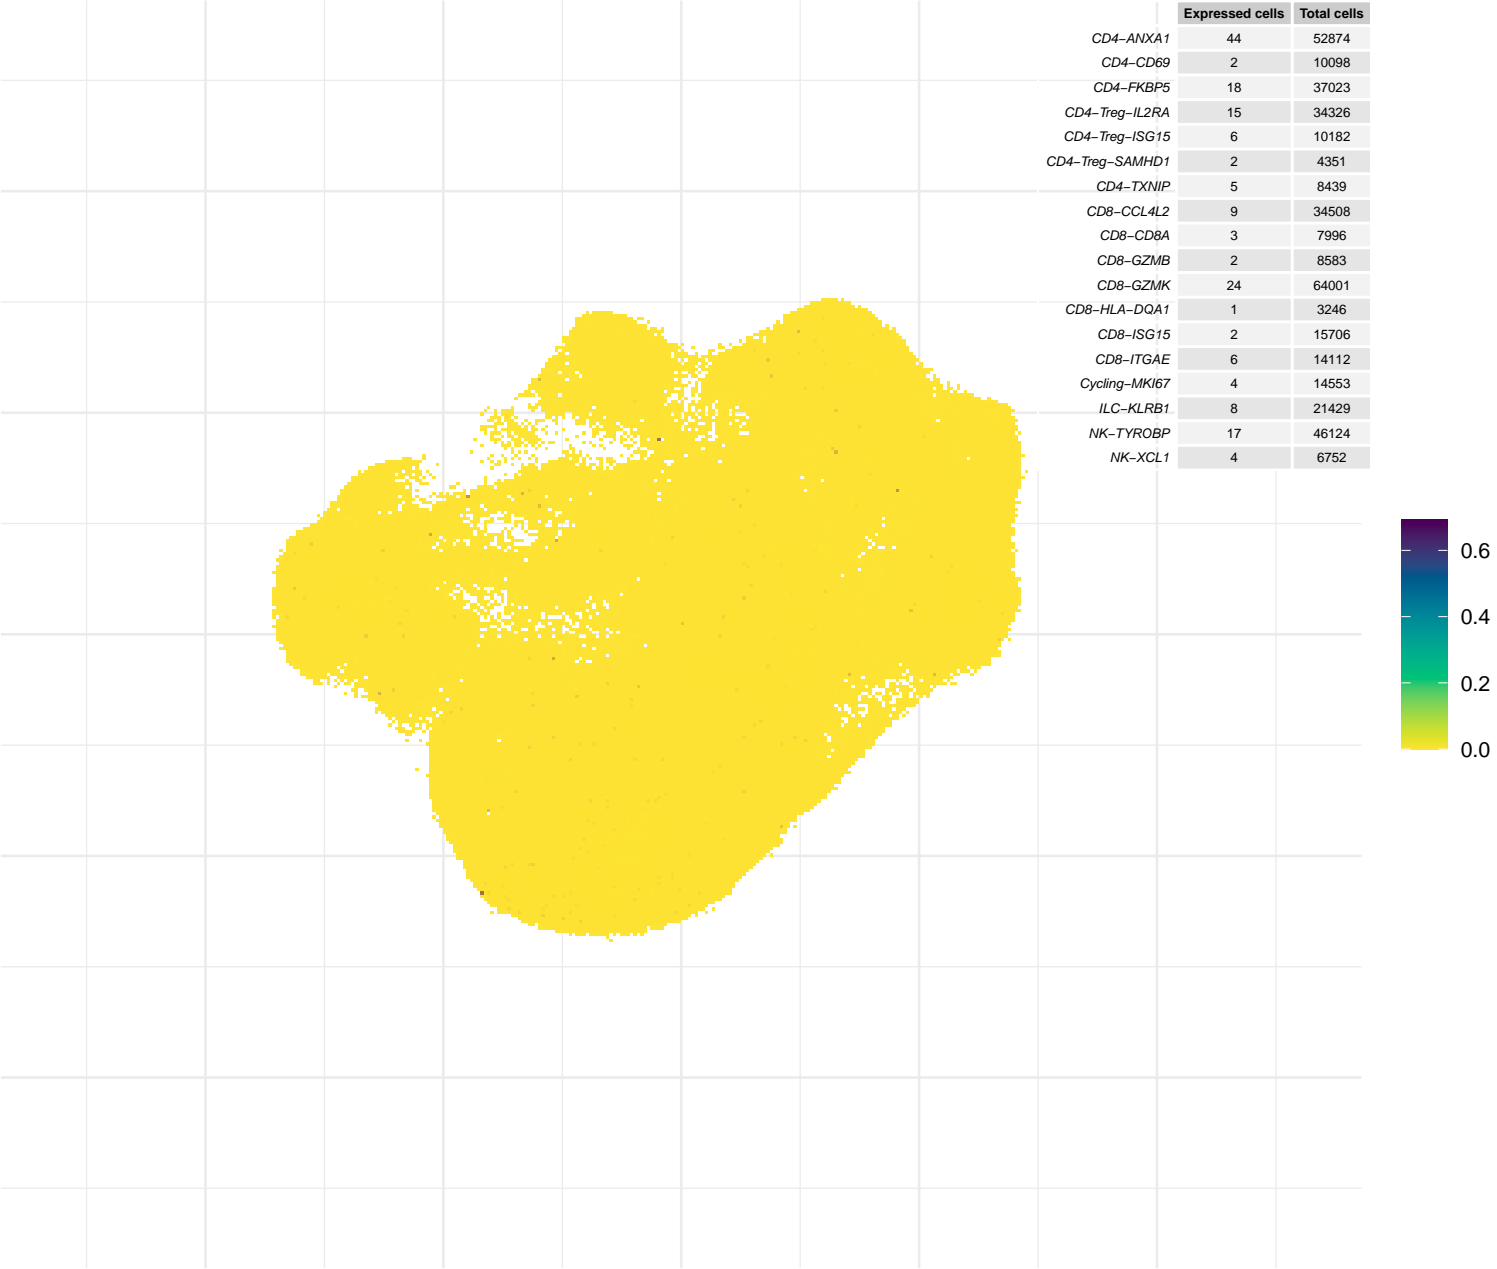 Expressed cells Total cells
CD4−ANXA1 44 52874
CD4−CD69 2 10098
CD4−FKBP5 18 37023
CD4−Treg−IL2RA 15 34326
CD4−Treg−ISG15 6 10182
CD4−Treg−SAMHD1 2 4351
CD4−TXNIP 5 8439
CD8−CCL4L2 9 34508
CD8−CD8A 3 7996
CD8−GZMB 2 8583
CD8−GZMK 24 64001
CD8−HLA−DQA1 1 3246
CD8−ISG15 2 15706
CD8−ITGAE 6 14112
Cycling−MKI67 4 14553
ILC−KLRB1 8 21429
NK−TYROBP 17 46124
NK−XCL1 4 6752
0.6
0.4
0.2
0.0